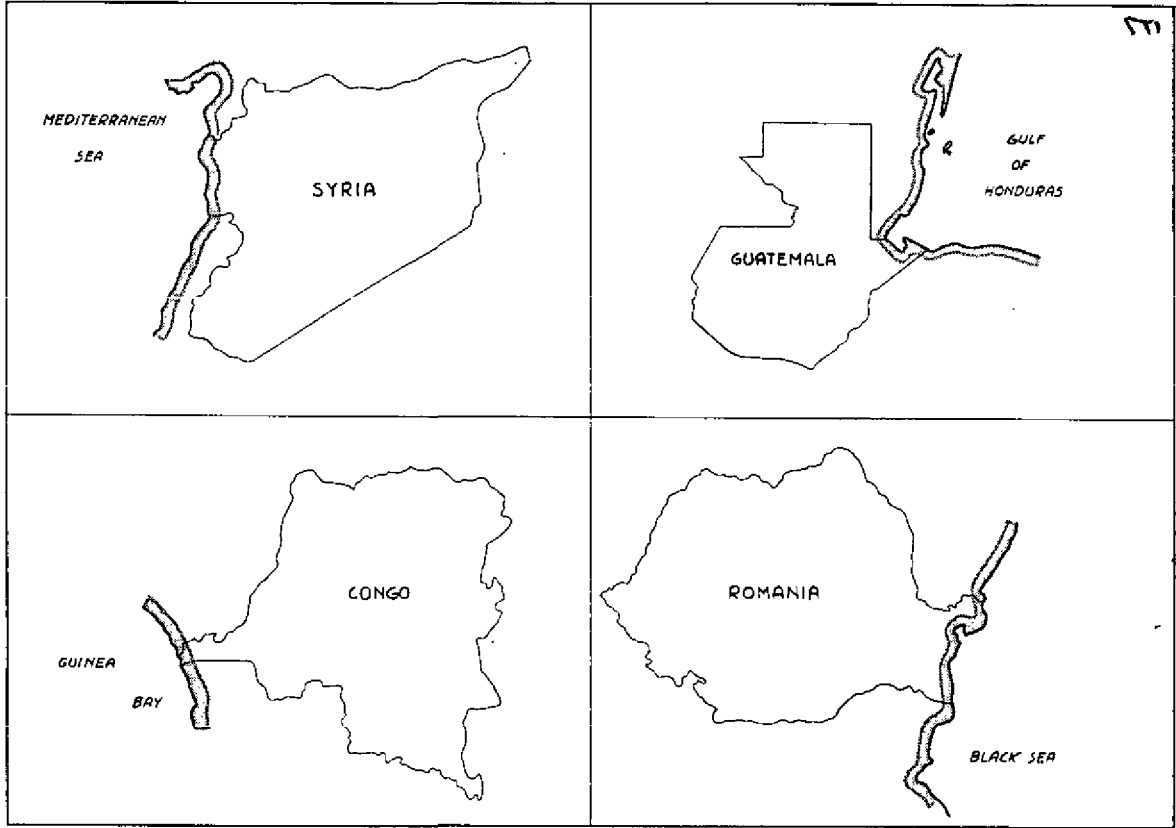 MEDITERRANEAN
SEA
SYRIA
GULF
OF
HONDURAS
GUATEMALA
CONGO
GUINEA
BAY
ROMANIA
BLACK SEA